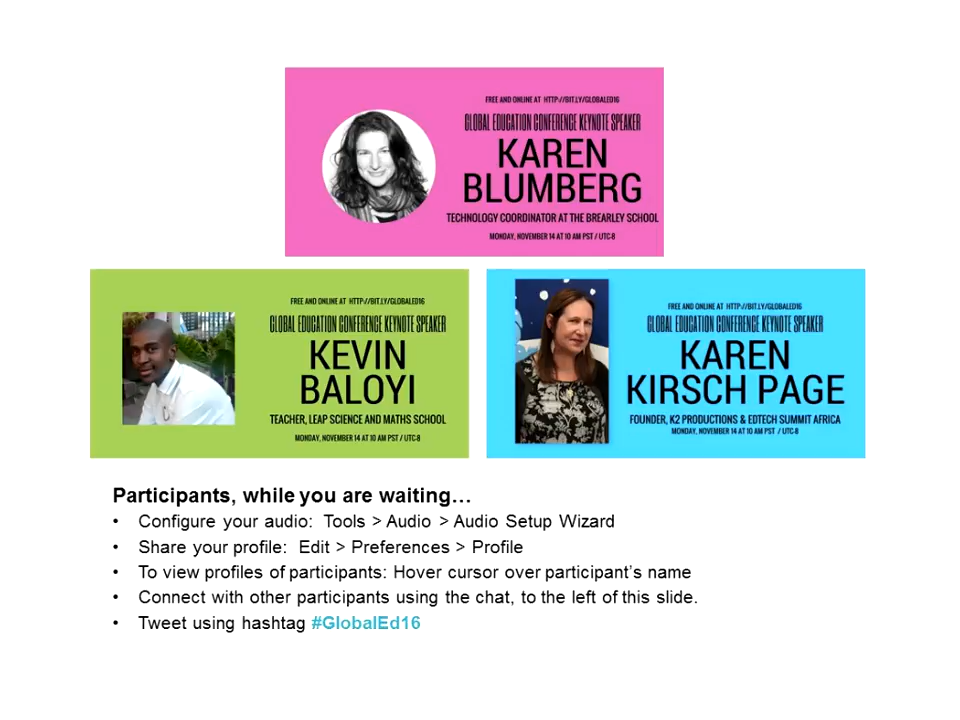 FREE AND ONLINE AT HTTP://BIT.LY/GLOBALED16
GLOBAL EDUCATION CONFERENCE KEYNOTE SPEAKER
KAREN
BLUMBERG
TECHNOLOGY COORDINATOR AT THE BREARLEY SCHOOL
MONDAY, NOVEMBER 14 AT 10 AM PST / UTC-8
FREE AND ONLINE AT HTTP://BIT.LY/GLOBALED16
GLOBAL EDUCATION CONFERENCE KEYNOTE SPEAKER
KEVIN
BALOYI
TEACHER, LEAP SCIENCE AND MATHS SCHOOL
MONDAY, NOVEMBER 14 AT 10 AM PST / UTC-8
FREE AND ONLINE AT HTTP://BIT.LY/GLOBALED16
GLOBAL EDUCATION CONFERENCE KEYNOTE SPEAKER
KAREN
KIRSCH PAGE
FOUNDER, K2 PRODUCTIONS & EDTECH SUMMIT AFRICA
MONDAY, NOVEMBER 14 AT 10 AM PST / UTC-8
Participants, while you are waiting…
• Configure your audio: Tools > Audio > Audio Setup Wizard
• Share your profile: Edit > Preferences > Profile
• To view profiles of participants: Hover cursor over participant’s name
• Connect with other participants using the chat, to the left of this slide.
• Tweet using hashtag #GlobalEd16